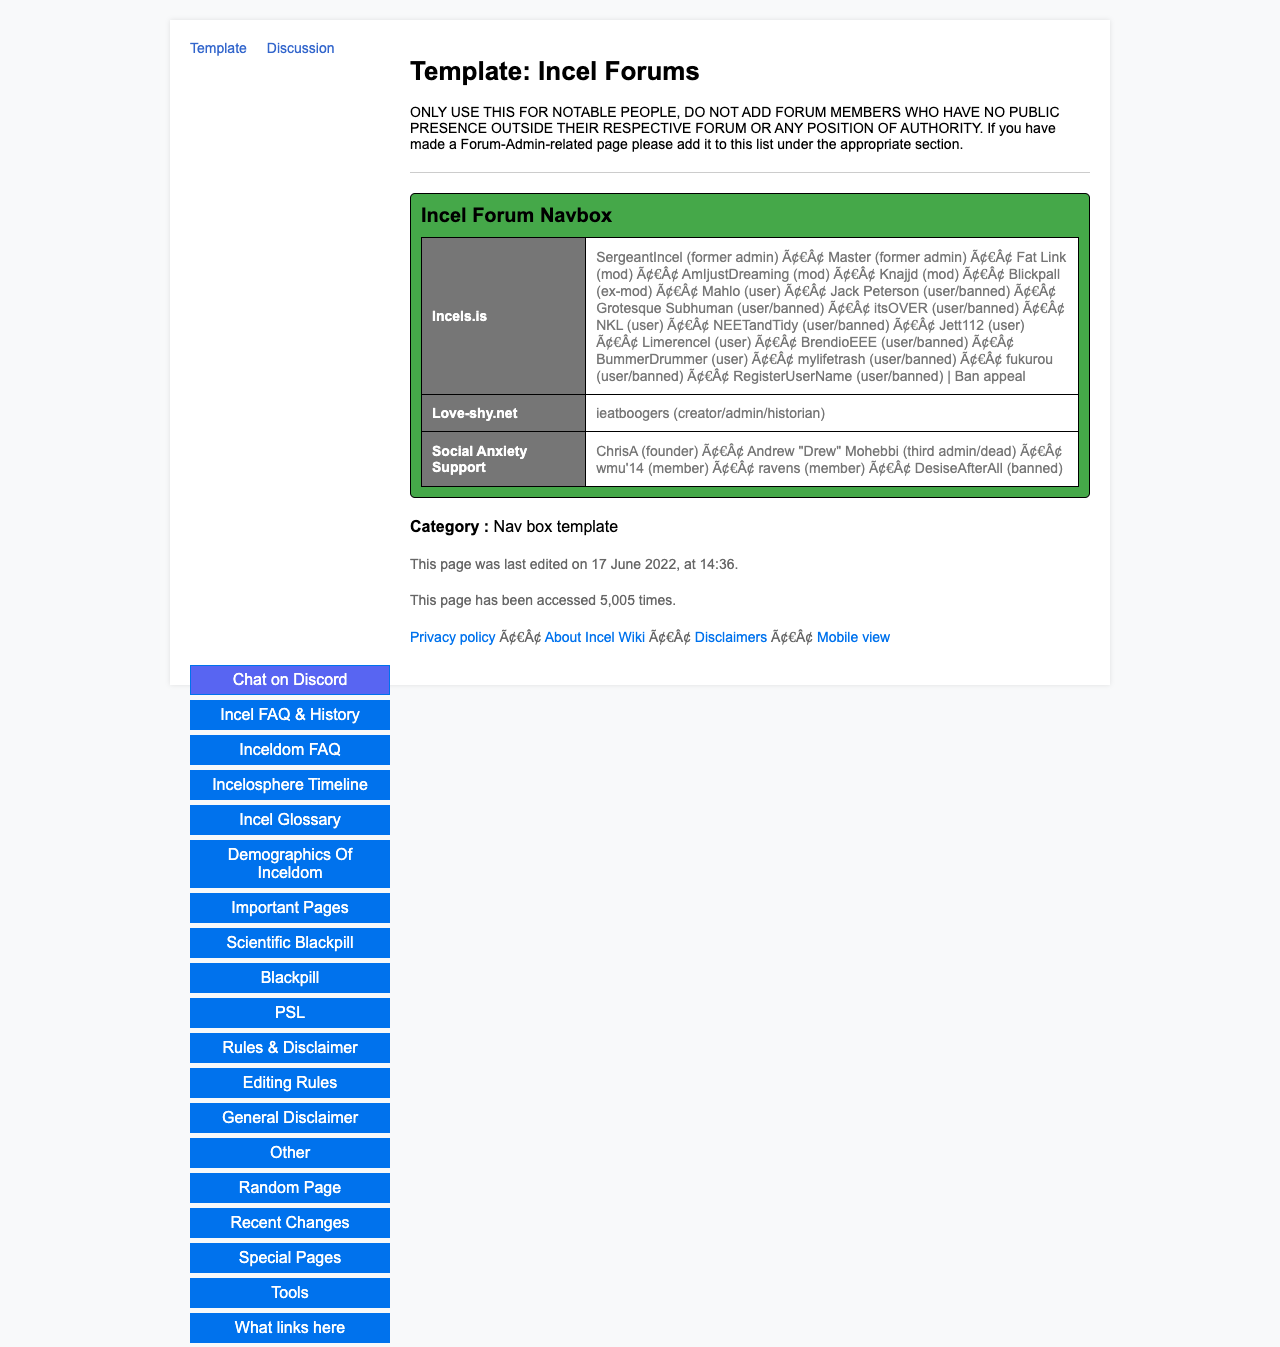 Template Discussion
Template: Incel Forums
ONLY USE THIS FOR NOTABLE PEOPLE, DO NOT ADD FORUM MEMBERS WHO HAVE NO PUBLIC
PRESENCE OUTSIDE THEIR RESPECTIVE FORUM OR ANY POSITION OF AUTHORITY. If you have
made a Forum-Admin-related page please add it to this list under the appropriate section.
Incel Forum Navbox
Incels.is
SergeantIncel (former admin) Ã¢€Â¢ Master (former admin) Ã¢€Â¢ Fat Link
(mod) Ã¢€Â¢ AmIjustDreaming (mod) Ã¢€Â¢ Knajjd (mod) Ã¢€Â¢ Blickpall
(ex-mod) Ã¢€Â¢ Mahlo (user) Ã¢€Â¢ Jack Peterson (user/banned) Ã¢€Â¢
Grotesque Subhuman (user/banned) Ã¢€Â¢ itsOVER (user/banned) Ã¢€Â¢
NKL (user) Ã¢€Â¢ NEETandTidy (user/banned) Ã¢€Â¢ Jett112 (user)
Ã¢€Â¢ Limerencel (user) Ã¢€Â¢ BrendioEEE (user/banned) Ã¢€Â¢
BummerDrummer (user) Ã¢€Â¢ mylifetrash (user/banned) Ã¢€Â¢ fukurou
(user/banned) Ã¢€Â¢ RegisterUserName (user/banned) | Ban appeal
Love-shy.net
ieatboogers (creator/admin/historian)
Social Anxiety
Support
ChrisA (founder) Ã¢€Â¢ Andrew "Drew" Mohebbi (third admin/dead) Ã¢€Â¢
wmu'14 (member) Ã¢€Â¢ ravens (member) Ã¢€Â¢ DesiseAfterAll (banned)
Category : Nav box template
This page was last edited on 17 June 2022, at 14:36.
This page has been accessed 5,005 times.
Privacy policy Ã¢€Â¢ About Incel Wiki Ã¢€Â¢ Disclaimers Ã¢€Â¢ Mobile view
Chat on Discord
Incel FAQ & History
Inceldom FAQ
Incelosphere Timeline
Incel Glossary
Demographics Of
Inceldom
Important Pages
Scientific Blackpill
Blackpill
PSL
Rules & Disclaimer
Editing Rules
General Disclaimer
Other
Random Page
Recent Changes
Special Pages
Tools
What links here